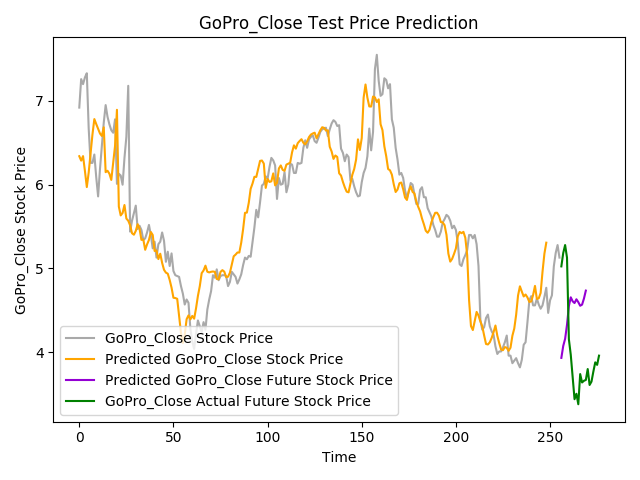 GoPro_Close Test Price Prediction
GoPro_Close Stock Price
7
6
5
4
GoPro_Close Stock Price
Predicted GoPro_Close Stock Price
Predicted GoPro_Close Future Stock Price
GoPro_Close Actual Future Stock Price
0 50 100 150 200 250
Time